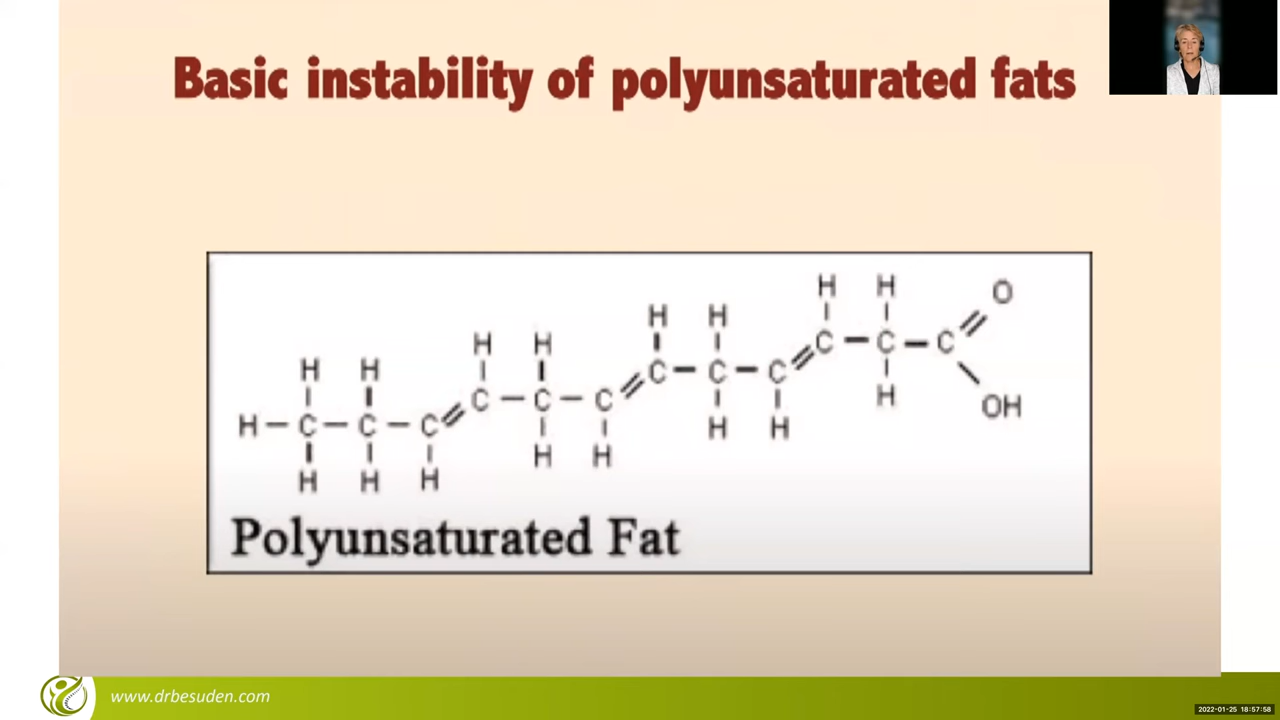 Basic instability of polyunsaturated fats
H H H
H H
H H H H O
H–C–C–C=C–C–C=C–C–C=C–C–C
H H H H H H H H OH
Polyunsaturated Fat
www.drbesuden.com
2022-01-25 18:57:58